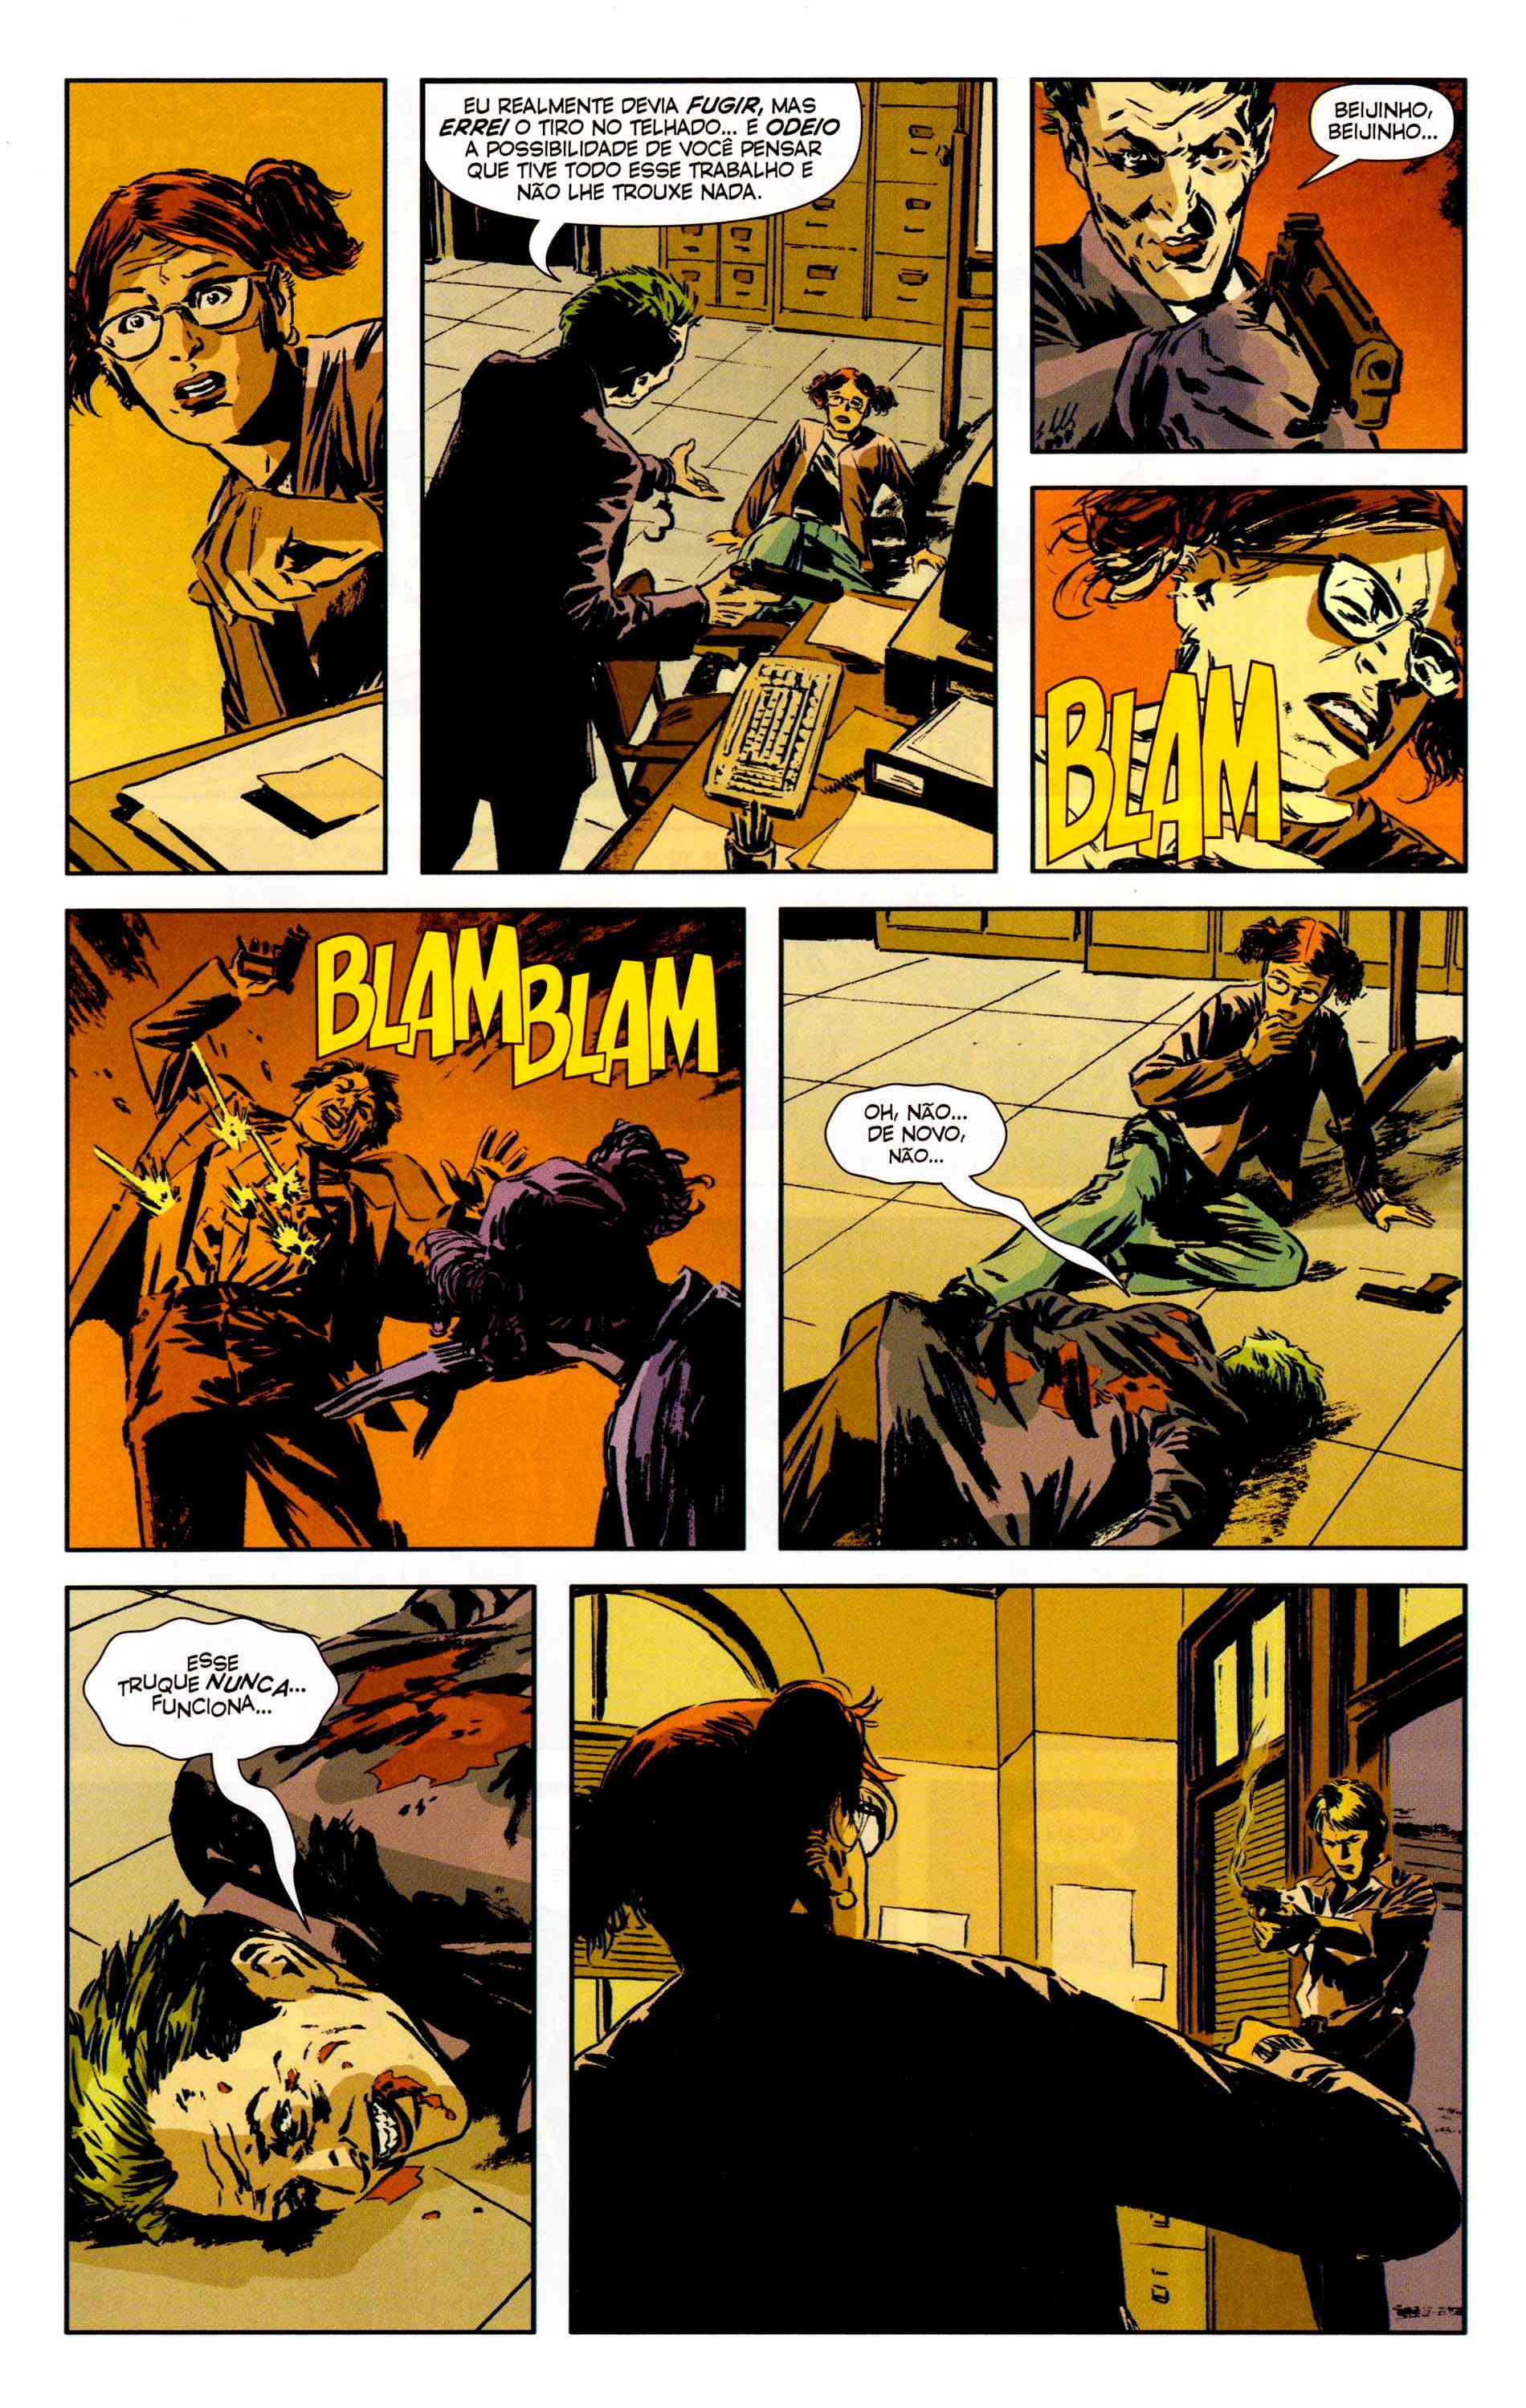 EU REALMENTE DEVIA FUGIR, MAS
ERREI O TIRO NO TELHADO... E ODEIO
A POSSIBILIDADE DE VOCÊ PENSAR
QUE TIVE TODO ESSE TRABALHO E
NÃO LHE TROUXE NADA.
BEIJINHO,
BEIJINHO...
BLAM
BLAM
BLAM
OH, NÃO...
DE NOVO,
NÃO...
ESSE
TRUQUE NUNCA...
FUNCIONA...